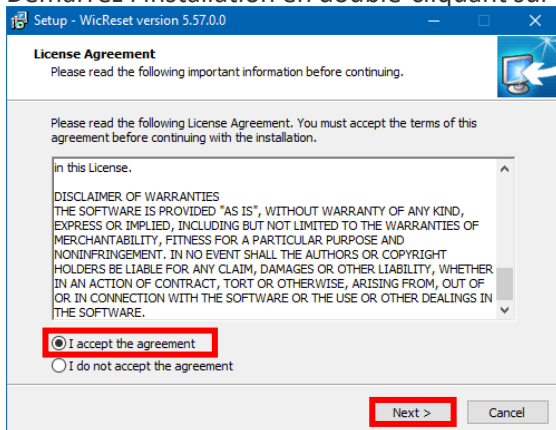 Démarrez l'installation en double-cliquant sur
Setup - WicReset version 5.57.0.0
License Agreement
Please read the following important information before continuing.
Please read the following License Agreement. You must accept the terms of this
agreement before continuing with the installation.
in this License.
DISCLAIMER OF WARRANTIES
THE SOFTWARE IS PROVIDED "AS IS", WITHOUT WARRANTY OF ANY KIND,
EXPRESS OR IMPLIED, INCLUDING BUT NOT LIMITED TO THE WARRANTIES OF
MERCHANTABILITY, FITNESS FOR A PARTICULAR PURPOSE AND
NONINFRINGEMENT. IN NO EVENT SHALL THE AUTHORS OR COPYRIGHT
HOLDERS BE LIABLE FOR ANY CLAIM, DAMAGES OR OTHER LIABILITY, WHETHER
IN AN ACTION OF CONTRACT, TORT OR OTHERWISE, ARISING FROM, OUT OF
OR IN CONNECTION WITH THE SOFTWARE OR THE USE OR OTHER DEALINGS IN
THE SOFTWARE.
I accept the agreement
I do not accept the agreement
Next >
Cancel